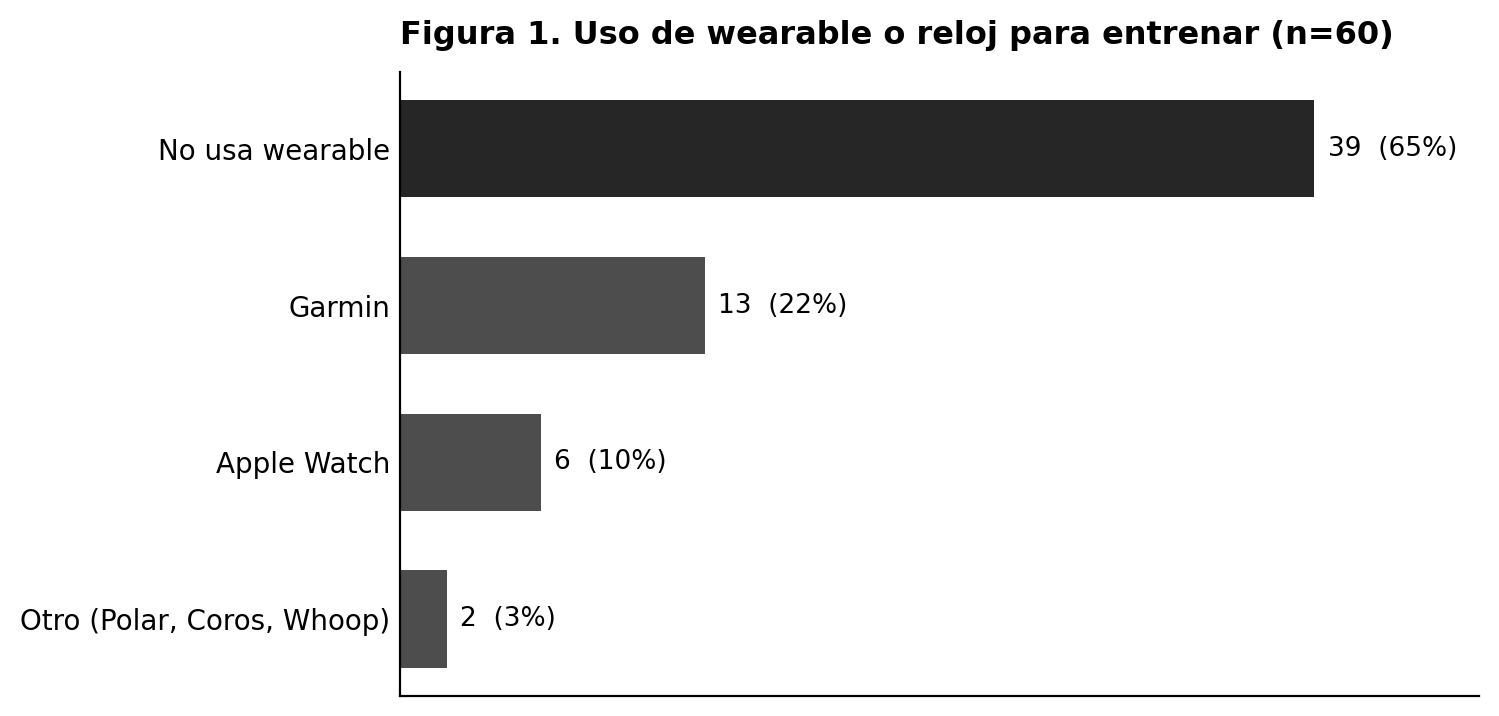 Figura 1. Uso de wearable o reloj para entrenar (n=60)
No usa wearable 39 (65%)
Garmin 13 (22%)
Apple Watch 6 (10%)
Otro (Polar, Coros, Whoop) 2 (3%)